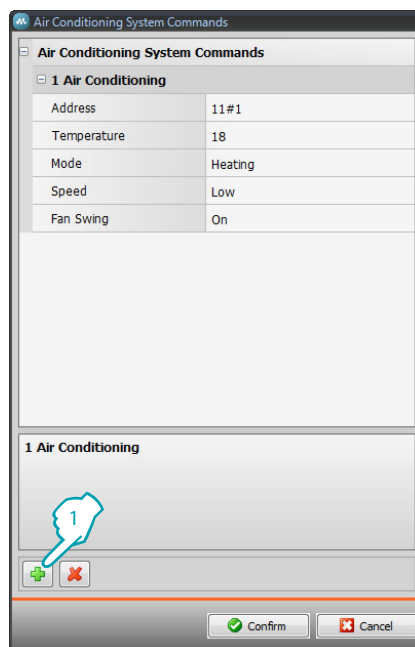 Air Conditioning System Commands
Air Conditioning System Commands
1 Air Conditioning
Address 11#1
Temperature 18
Mode Heating
Speed Low
Fan Swing On
1 Air Conditioning
1
Confirm Cancel